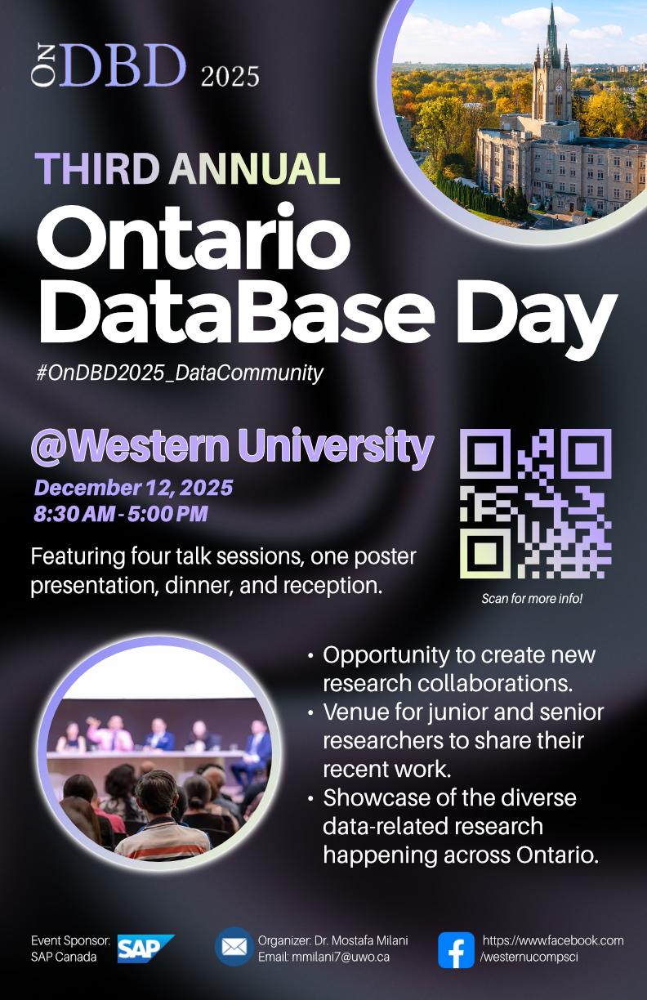 ON DBD 2025
THIRD ANNUAL
Ontario
DataBase Day
#OnDBD2025_DataCommunity
@Western University
December 12, 2025
8:30 AM - 5:00 PM
Featuring four talk sessions, one poster
presentation, dinner, and reception.
Scan for more info!
• Opportunity to create new
research collaborations.
• Venue for junior and senior
researchers to share their
recent work.
• Showcase of the diverse
data-related research
happening across Ontario.
Event Sponsor:
SAP Canada
SAP
Organizer: Dr. Mostafa Milani
Email: mmilani7@uwo.ca
https://www.facebook.com
/westernucompsci